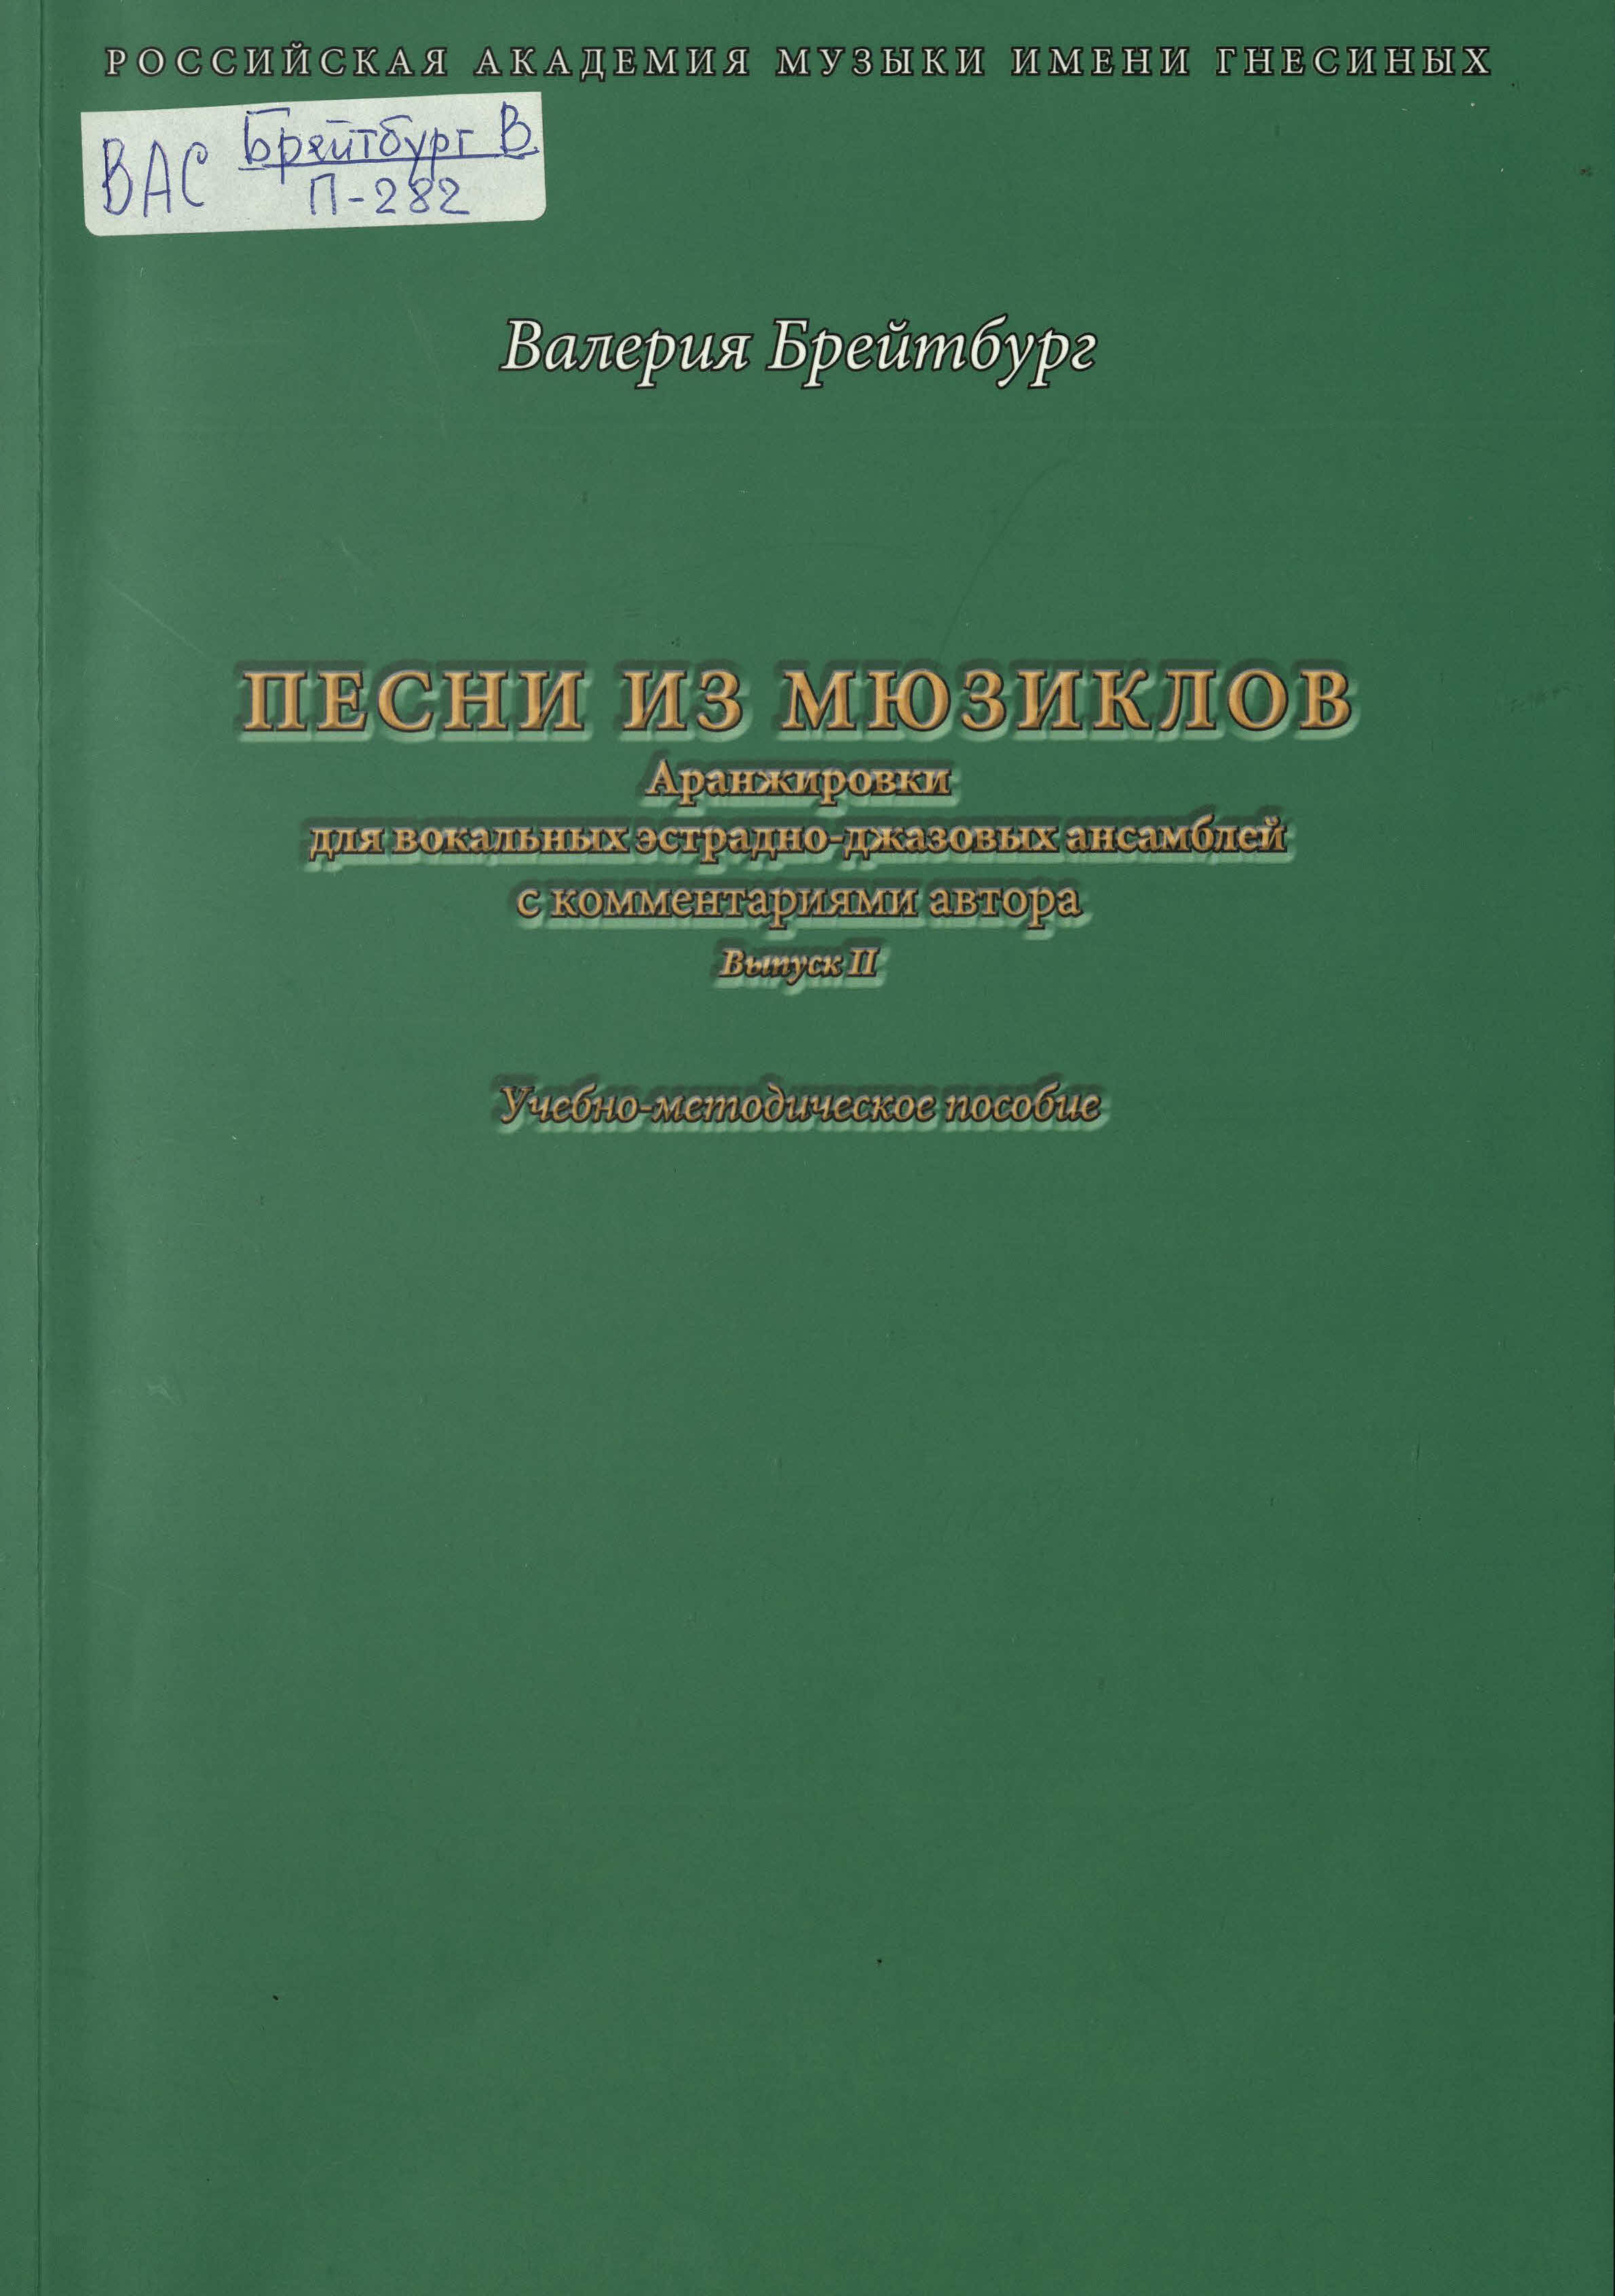 РОССИЙСКАЯ АКАДЕМИЯ МУЗЫКИ ИМЕНИ ГНЕСИНЫХ
ВАС Брейтбург В
П-282
Валерия Брейтбург
ПЕСНИ ИЗ МЮЗИКЛОВ
Аранжировки
для вокальных эстрадно-джазовых ансамблей
с комментариями автора
Выпуск II
Учебно-методическое пособие